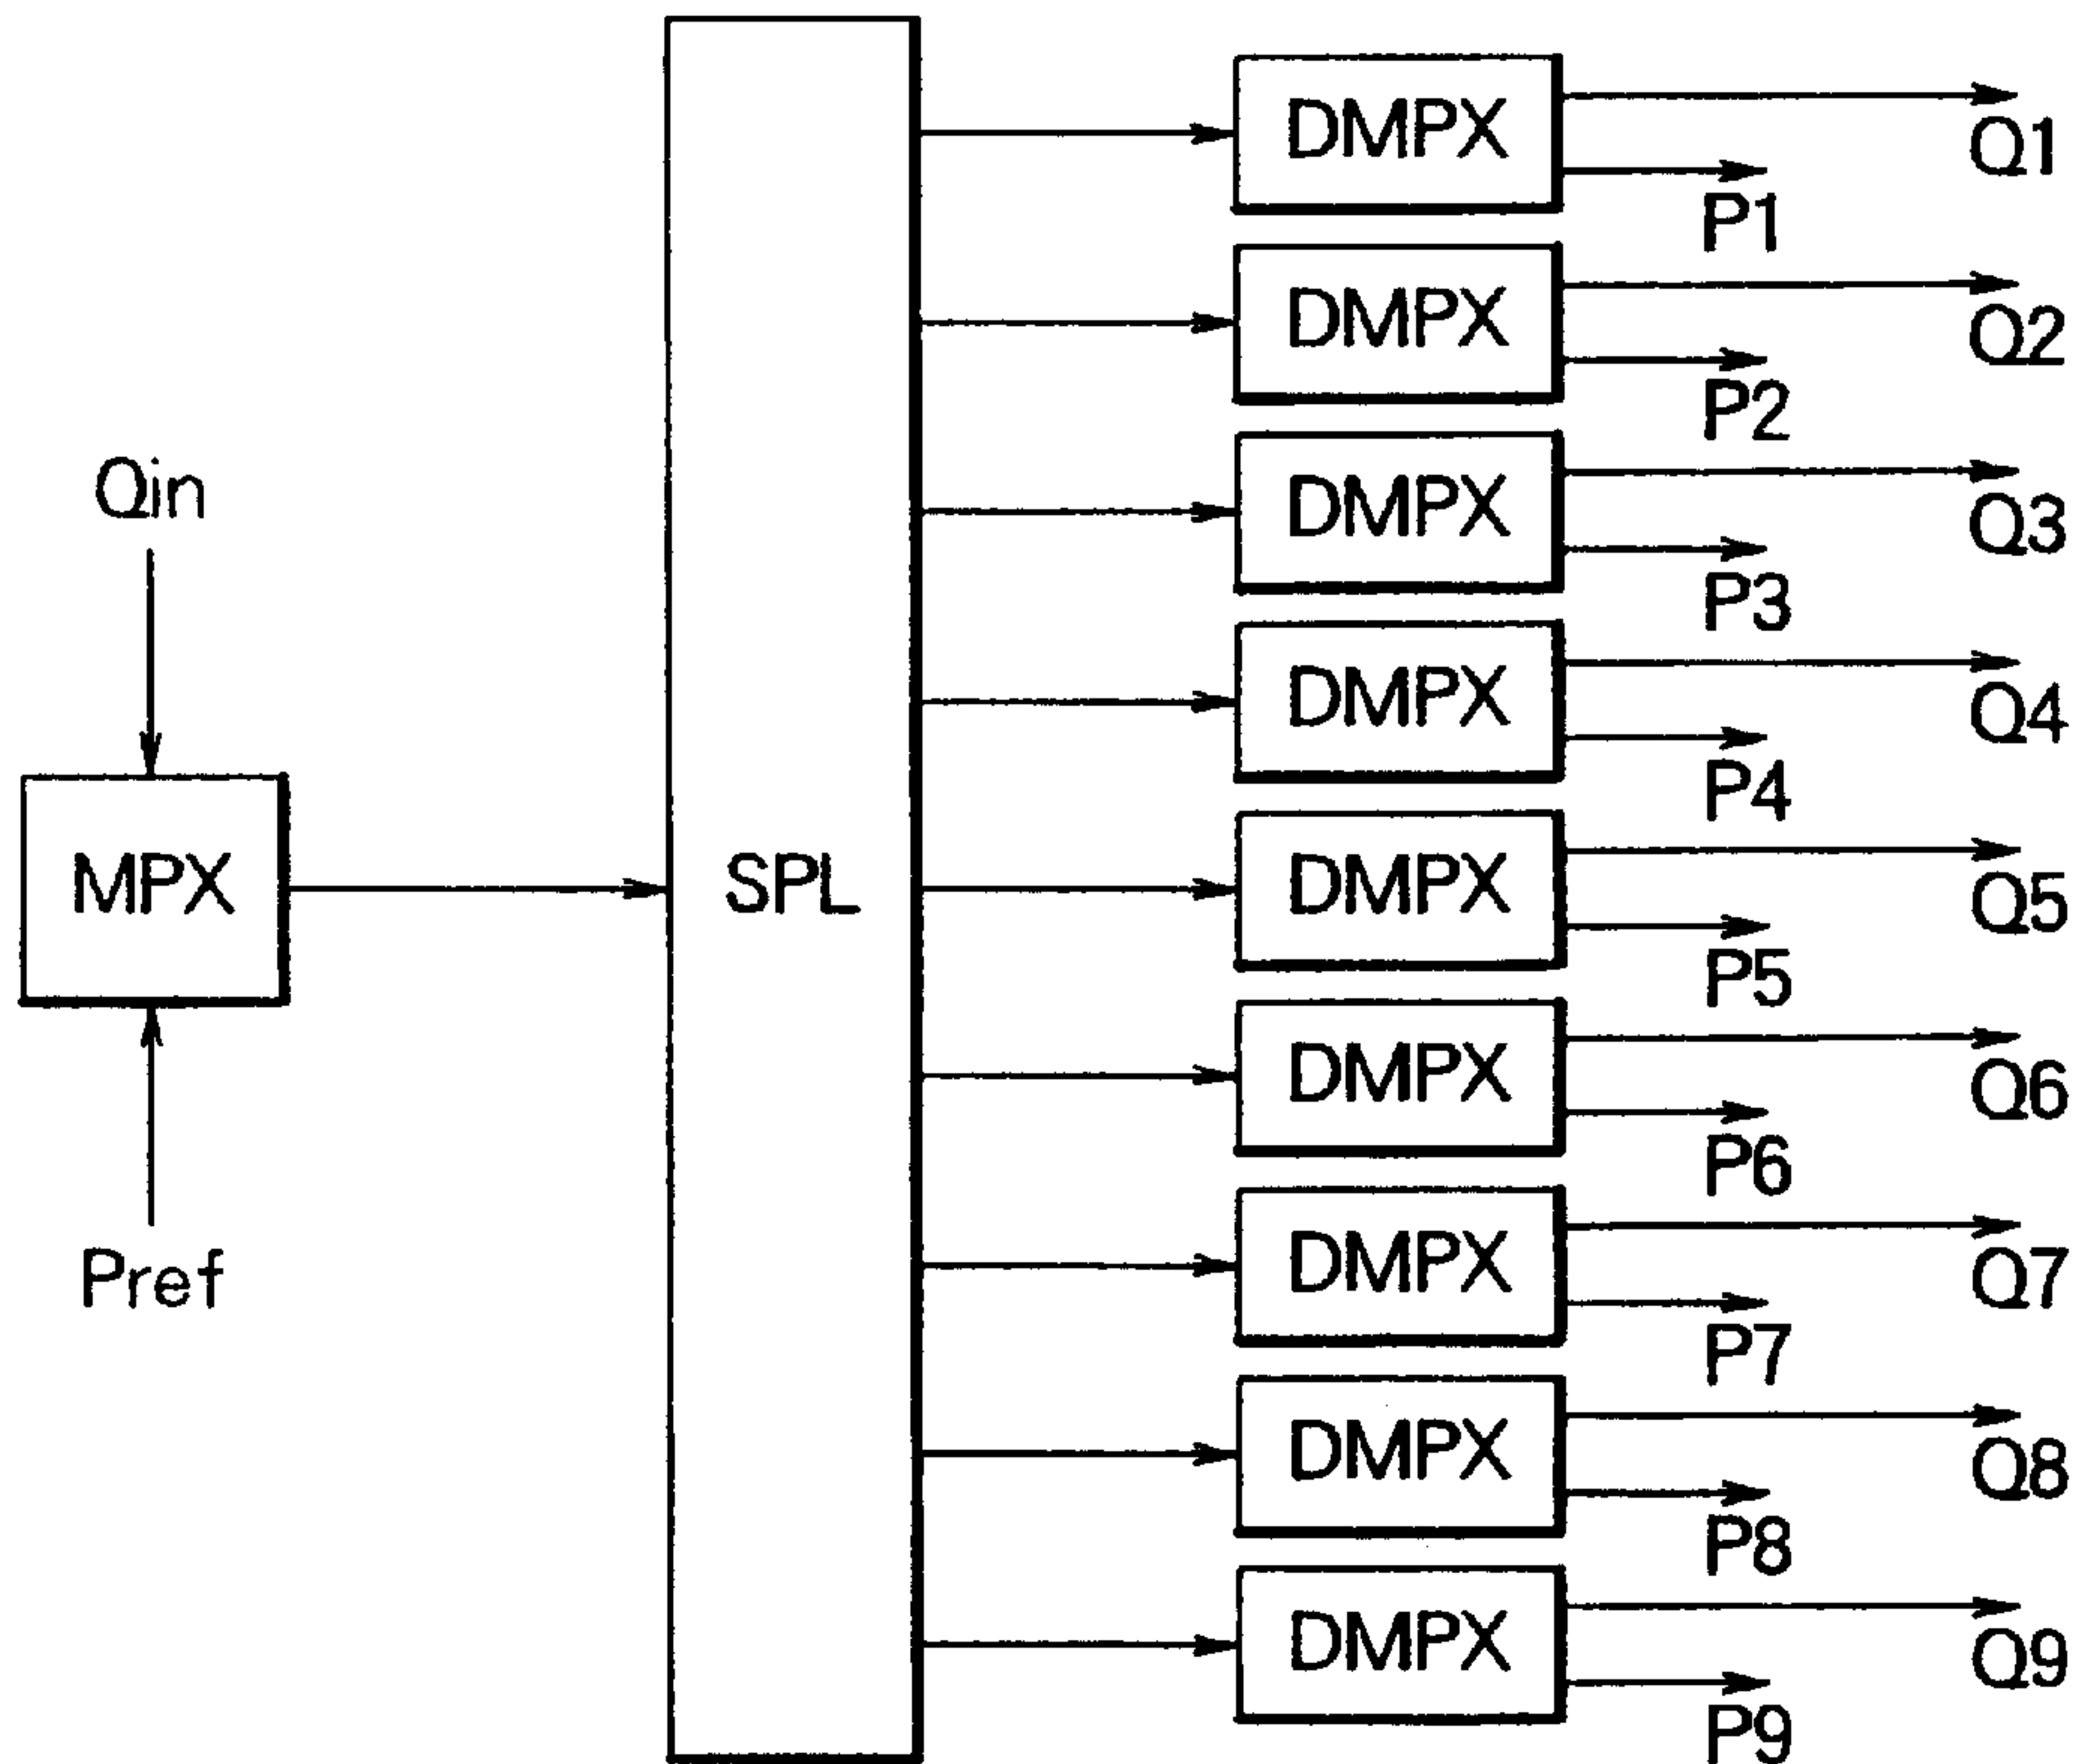 DMPX
Q1
P1
DMPX
Q2
P2
DMPX
Q3
P3
DMPX
Q4
P4
DMPX
Q5
P5
DMPX
Q6
P6
DMPX
Q7
P7
DMPX
Q8
P8
DMPX
Q9
P9
Qin
MPX
SPL
Pref